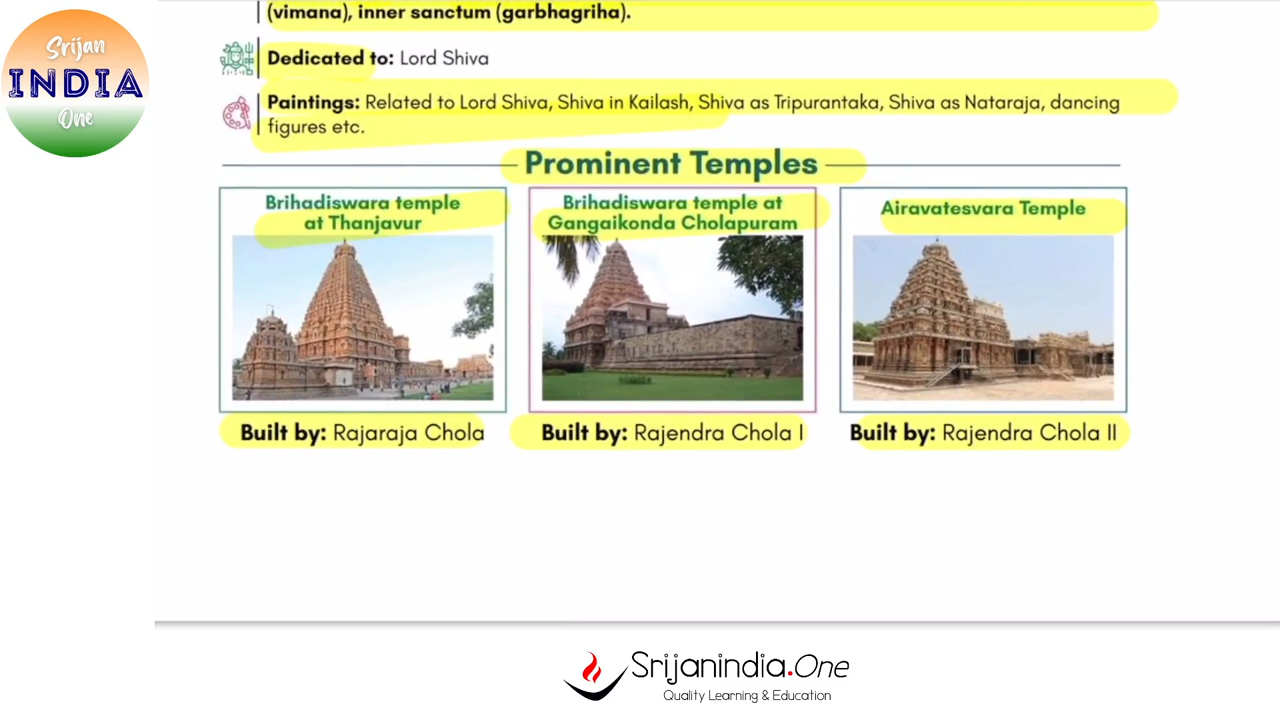 Srijan
INDIA
One
(vimana), inner sanctum (garbhagriha).
Dedicated to: Lord Shiva
Paintings: Related to Lord Shiva, Shiva in Kailash, Shiva as Tripurantaka, Shiva as Nataraja, dancing
figures etc.
Prominent Temples
Brihadiswara temple
at Thanjavur
Built by: Rajaraja Chola
Brihadiswara temple at
Gangaikonda Cholapuram
Built by: Rajendra Chola I
Airavatesvara Temple
Built by: Rajendra Chola II
Srijanindia.One
Quality Learning & Education